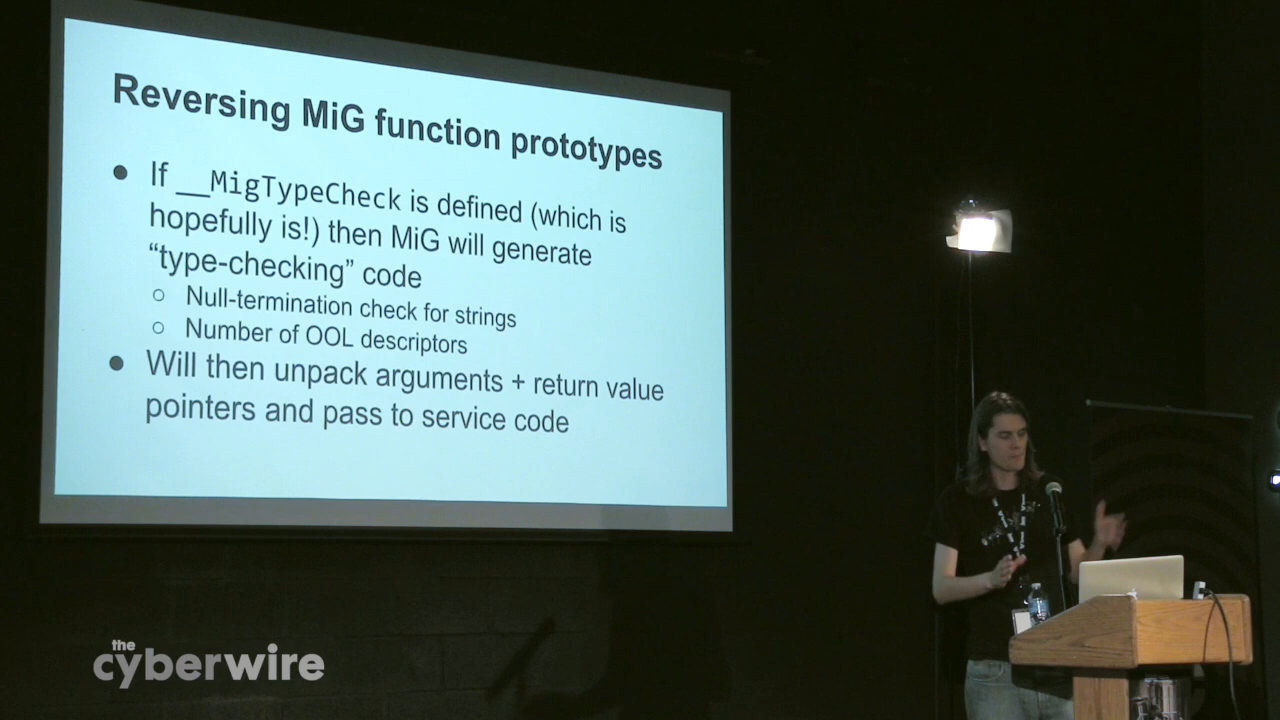 Reversing MiG function prototypes
● If __MigTypeCheck is defined (which is
hopefully is!) then MiG will generate
“type-checking” code
○ Null-termination check for strings
○ Number of OOL descriptors
● Will then unpack arguments + return value
pointers and pass to service code
the
cyberwire